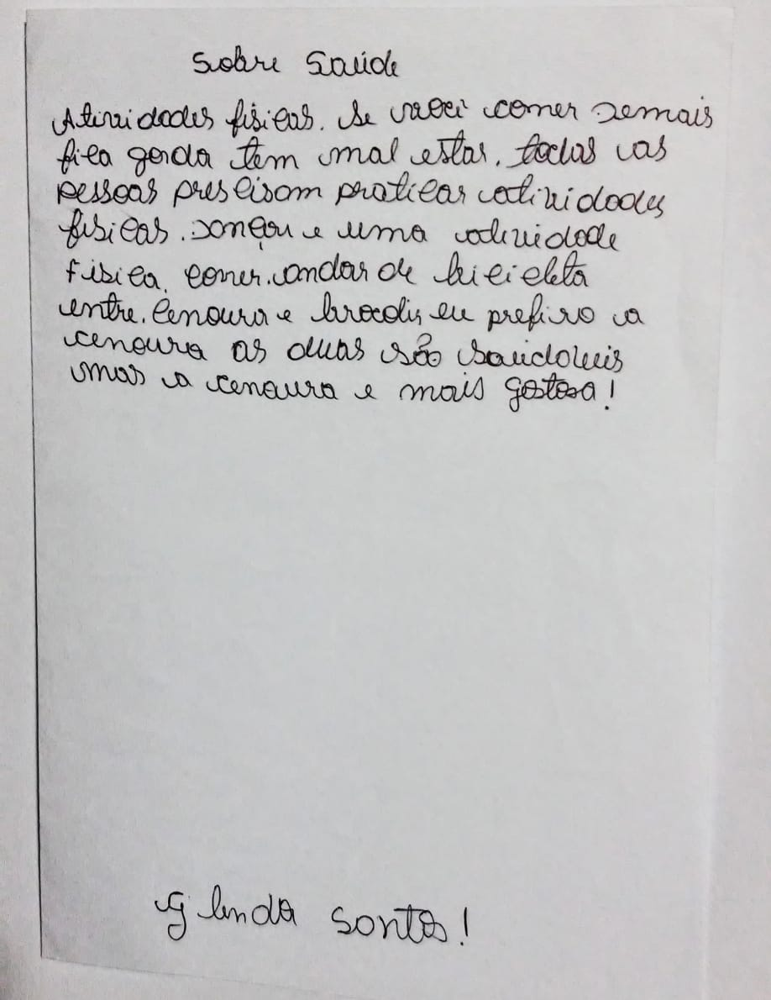 Sobre Saúde
Atividades fisicas. Se você comer demais
fica gorda tem mal estar. todas as
pessoas prescisam praticar atividades
fisicas. Dançar e uma atividade
fisica, correr. andar de bicicleta
entre. Cenoura e brocolis eu prefiro a
cenoura as duas são saudaveis
mas a cenoura e mais gostosa!
Glenda Santos!